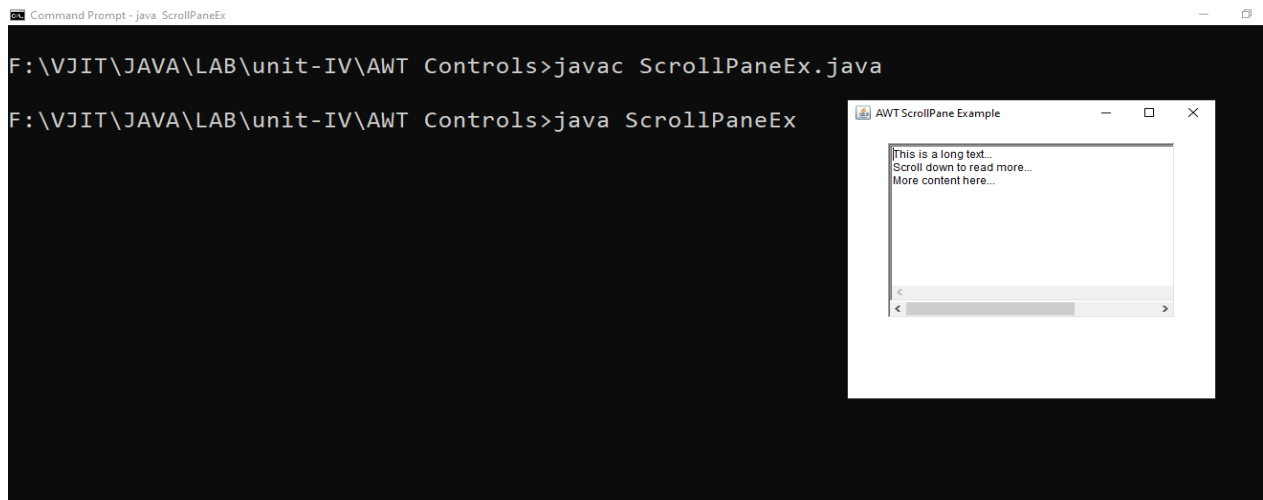 Command Prompt - java  ScrollPaneEx
F:\VJIT\JAVA\LAB\unit-IV\AWT Controls>javac ScrollPaneEx.java
F:\VJIT\JAVA\LAB\unit-IV\AWT Controls>java ScrollPaneEx
AWT ScrollPane Example
This is a long text...
Scroll down to read more...
More content here...